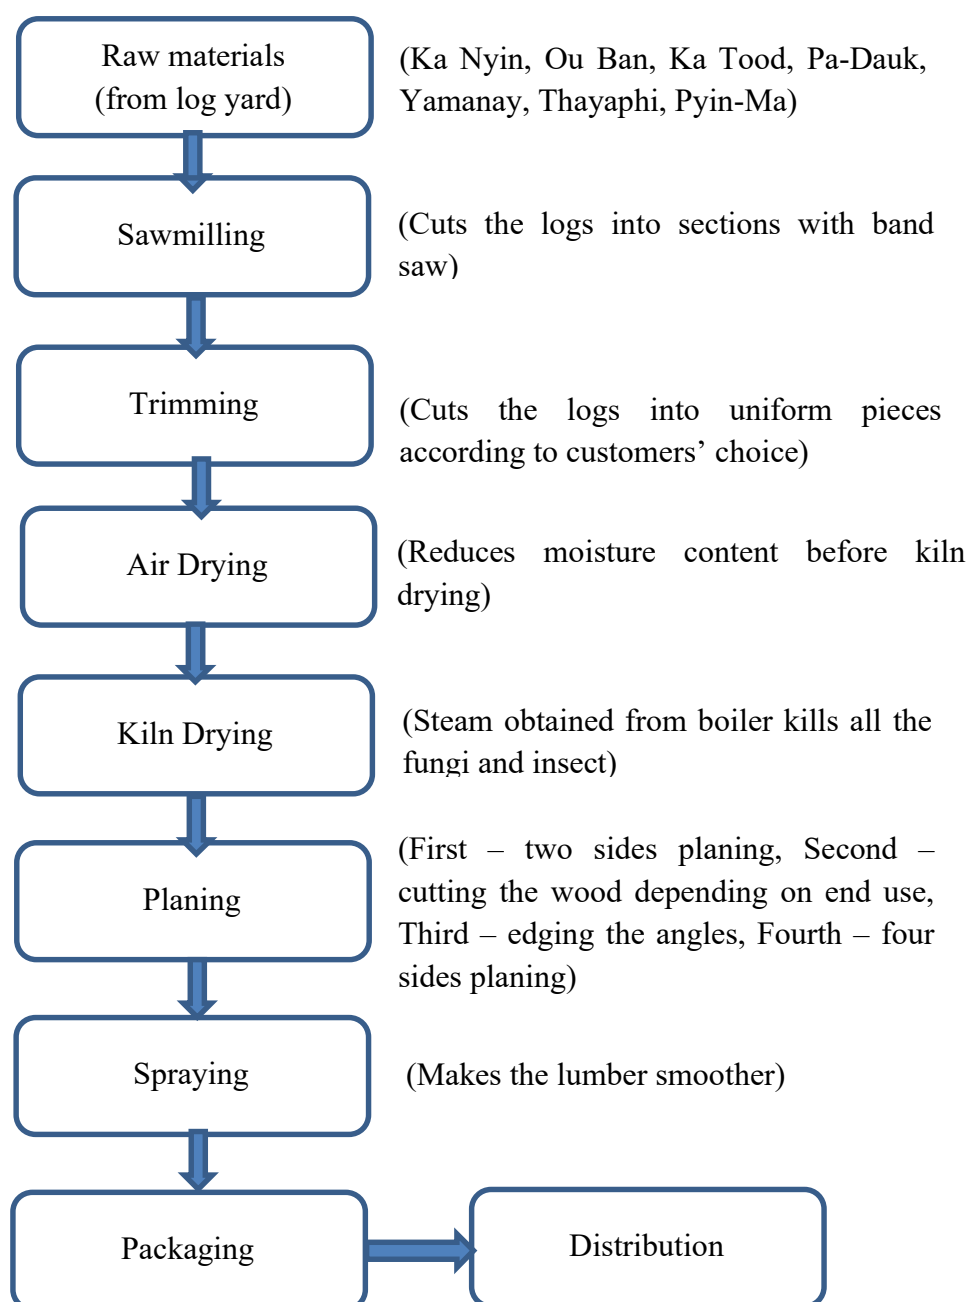 Raw materials
(from log yard)
(Ka Nyin, Ou Ban, Ka Tood, Pa-Dauk,
Yamanay, Thayaphi, Pyin-Ma)
Sawmilling
(Cuts the logs into sections with band
saw)
Trimming
(Cuts the logs into uniform pieces
according to customers’ choice)
Air Drying
(Reduces moisture content before kiln
drying)
Kiln Drying
(Steam obtained from boiler kills all the
fungi and insect)
Planing
(First – two sides planing, Second –
cutting the wood depending on end use,
Third – edging the angles, Fourth – four
sides planing)
Spraying
(Makes the lumber smoother)
Packaging
Distribution